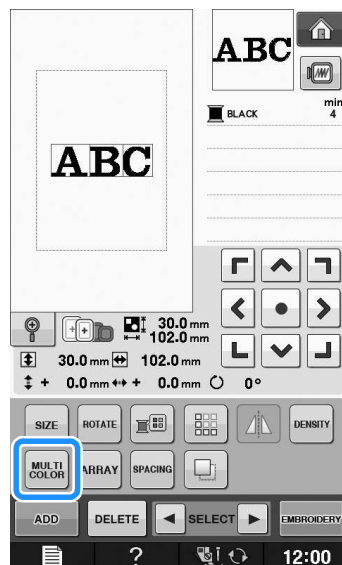 ABC
BLACK
min
4
ABC
30.0 mm
102.0 mm
30.0 mm 102.0 mm
+ 0.0 mm + 0.0 mm 0°
SIZE ROTATE DENSITY
MULTI COLOR ARRAY SPACING
ADD DELETE SELECT EMBROIDERY
? 12:00